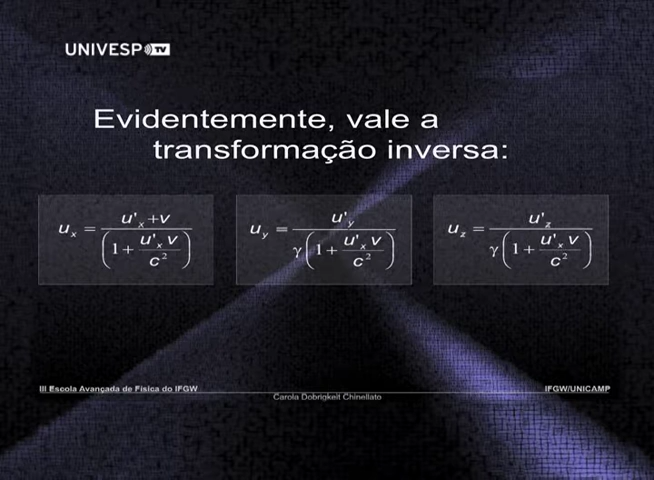 UNIVESP TV
Evidentemente, vale a
transformação inversa:
u_x = u'_x+v / (1 + u'_x v / c²)
u_y = u'_y / γ(1 + u'_x v / c²)
u_z = u'_z / γ(1 + u'_x v / c²)
III Escola Avançada de Física do IFGW
IFGW/UNICAMP
Carola Dobrigkeit Chinellato